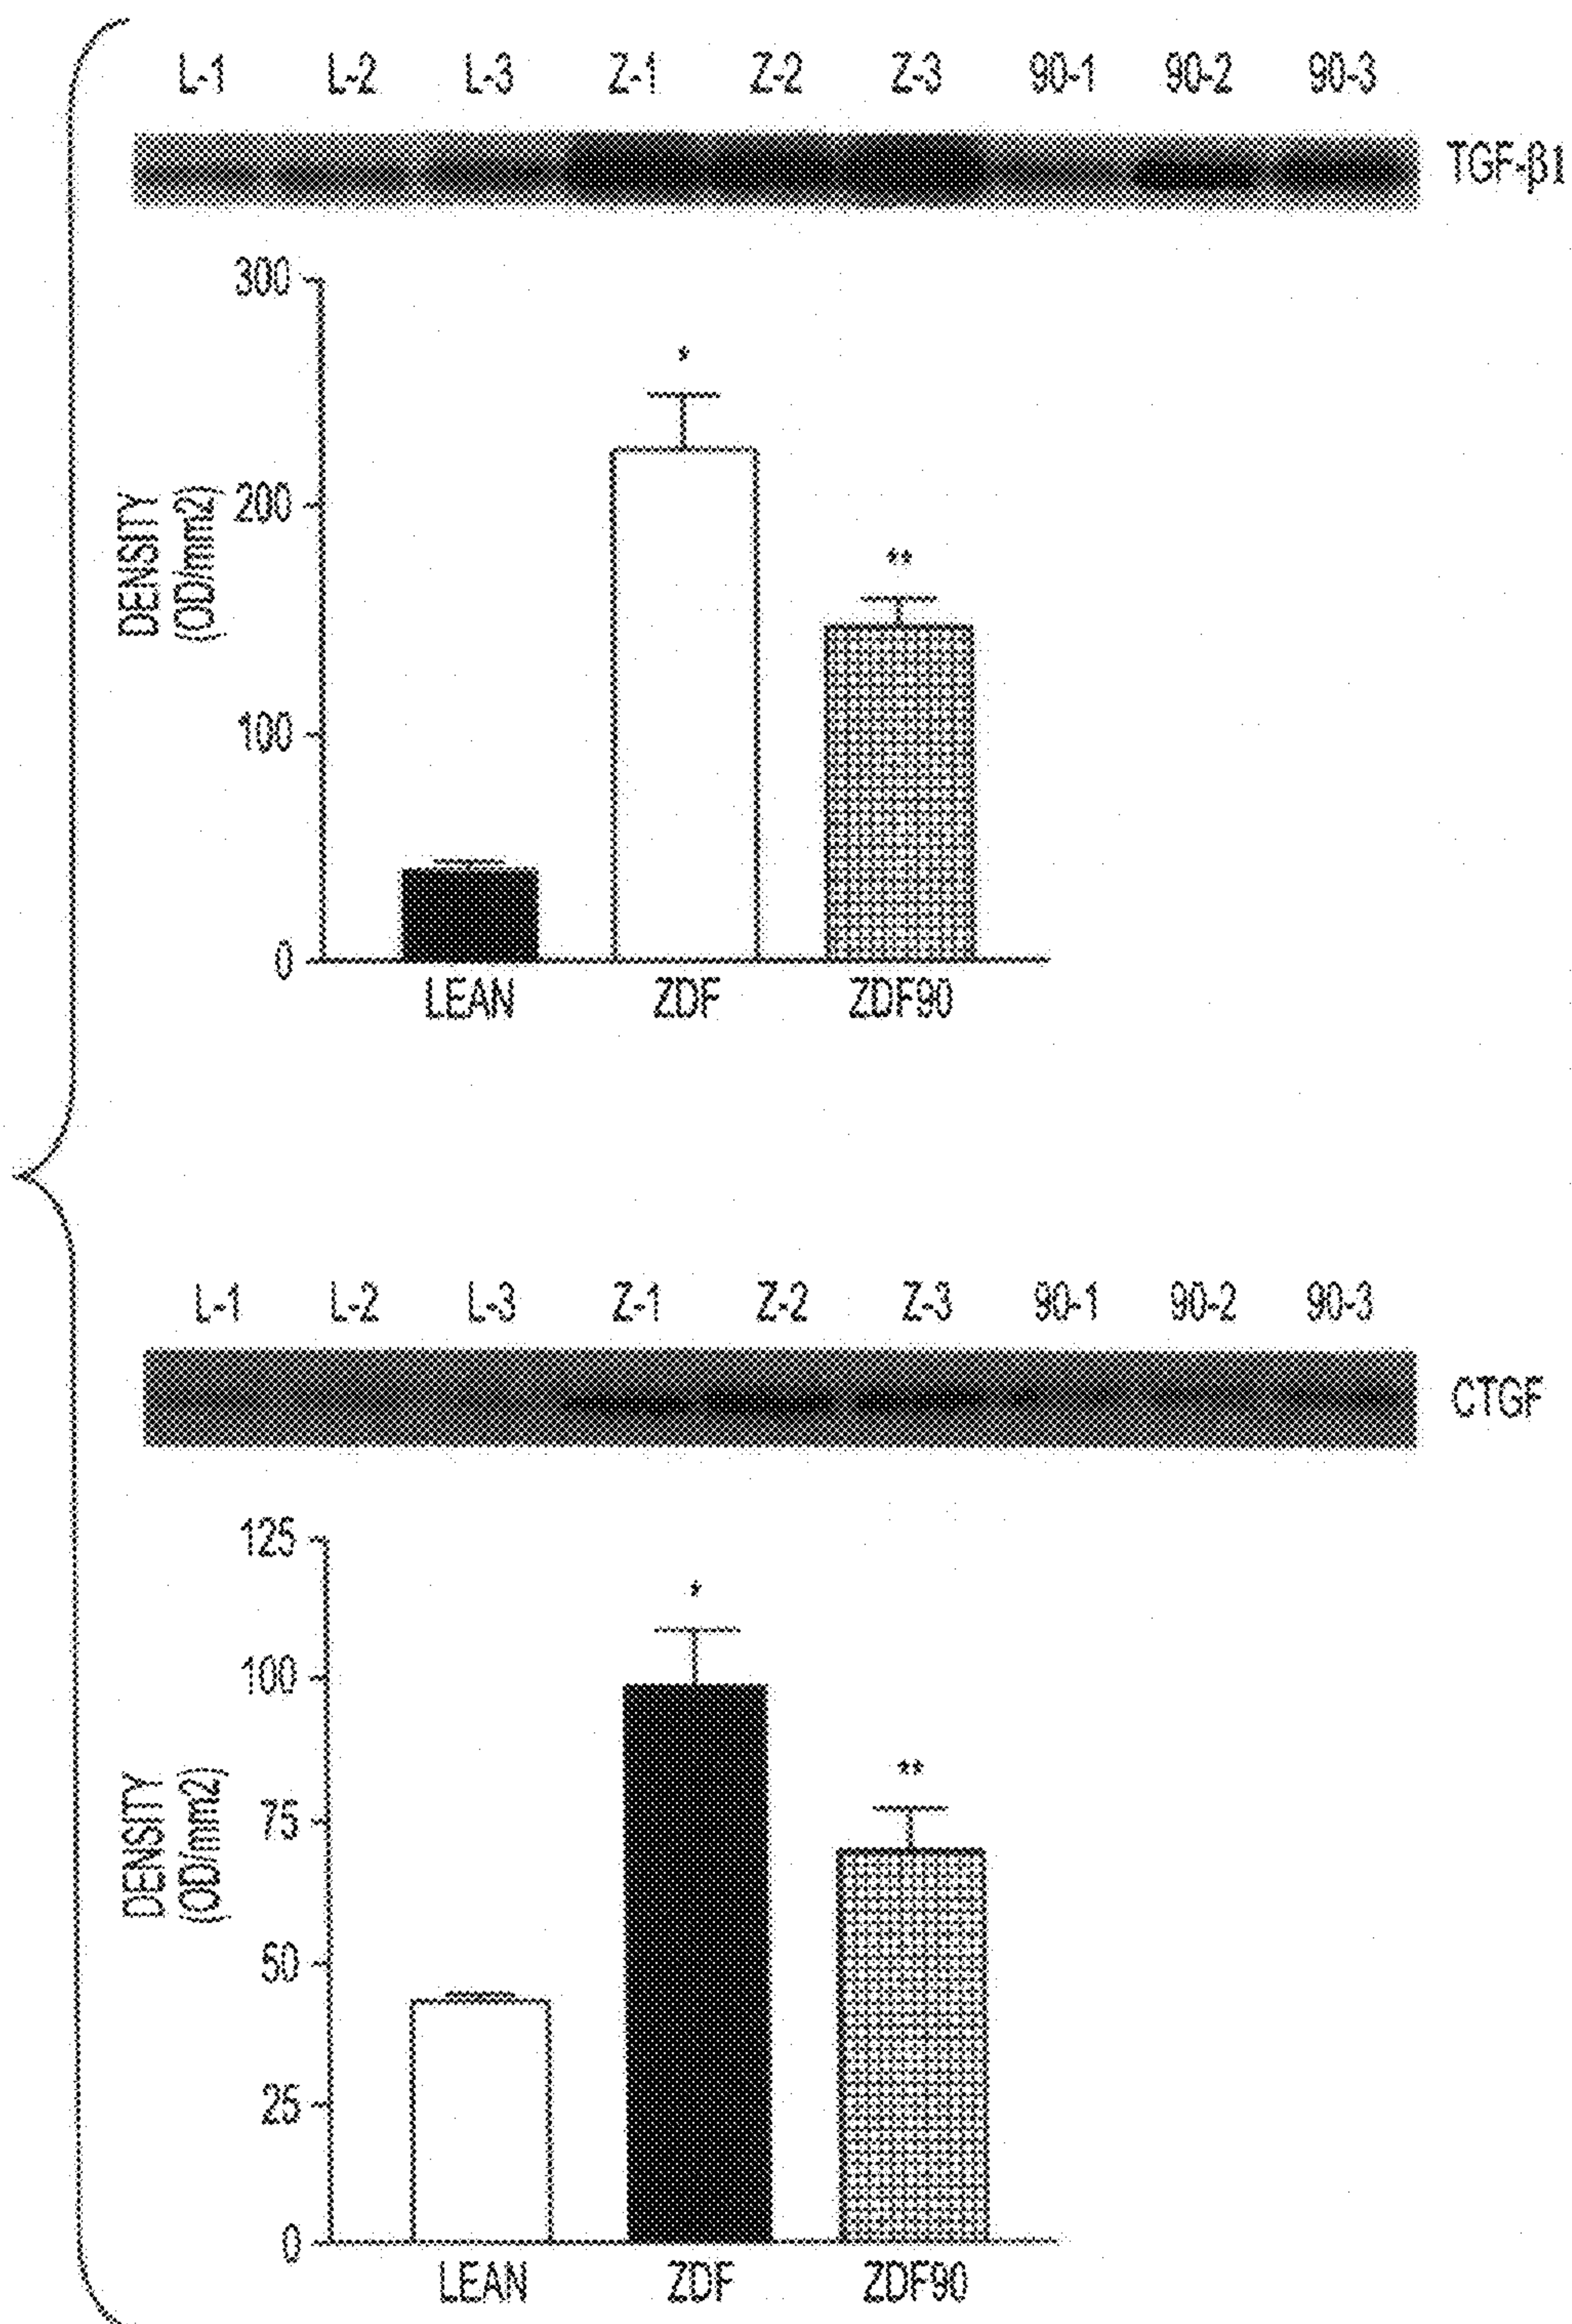 L-1 L-2 L-3 Z-1 Z-2 Z-3 90-1 90-2 90-3
TGF-β1
300
*
200
**
DENSITY
(OD/mm2)
100
0
LEAN ZDF ZDF90
L-1 L-2 L-3 Z-1 Z-2 Z-3 90-1 90-2 90-3
CTGF
125
*
100
**
75
DENSITY
(OD/mm2)
50
25
0
LEAN ZDF ZDF90